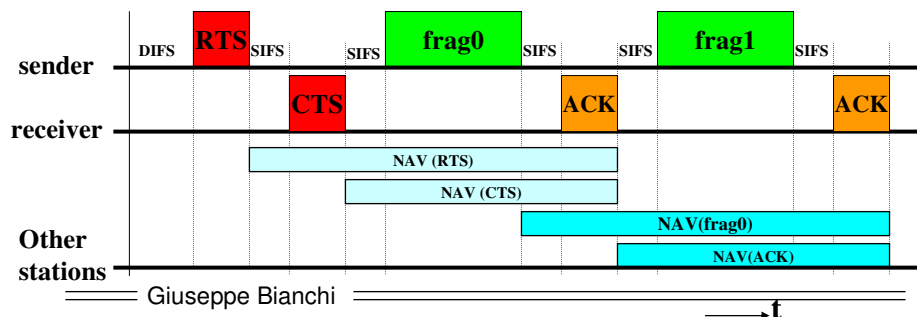 RTS frag0 frag1
DIFS SIFS SIFS SIFS SIFS SIFS
sender
CTS ACK ACK
receiver
NAV (RTS)
NAV (CTS)
NAV(frag0)
Other
NAV(ACK)
stations
Giuseppe Bianchi
t